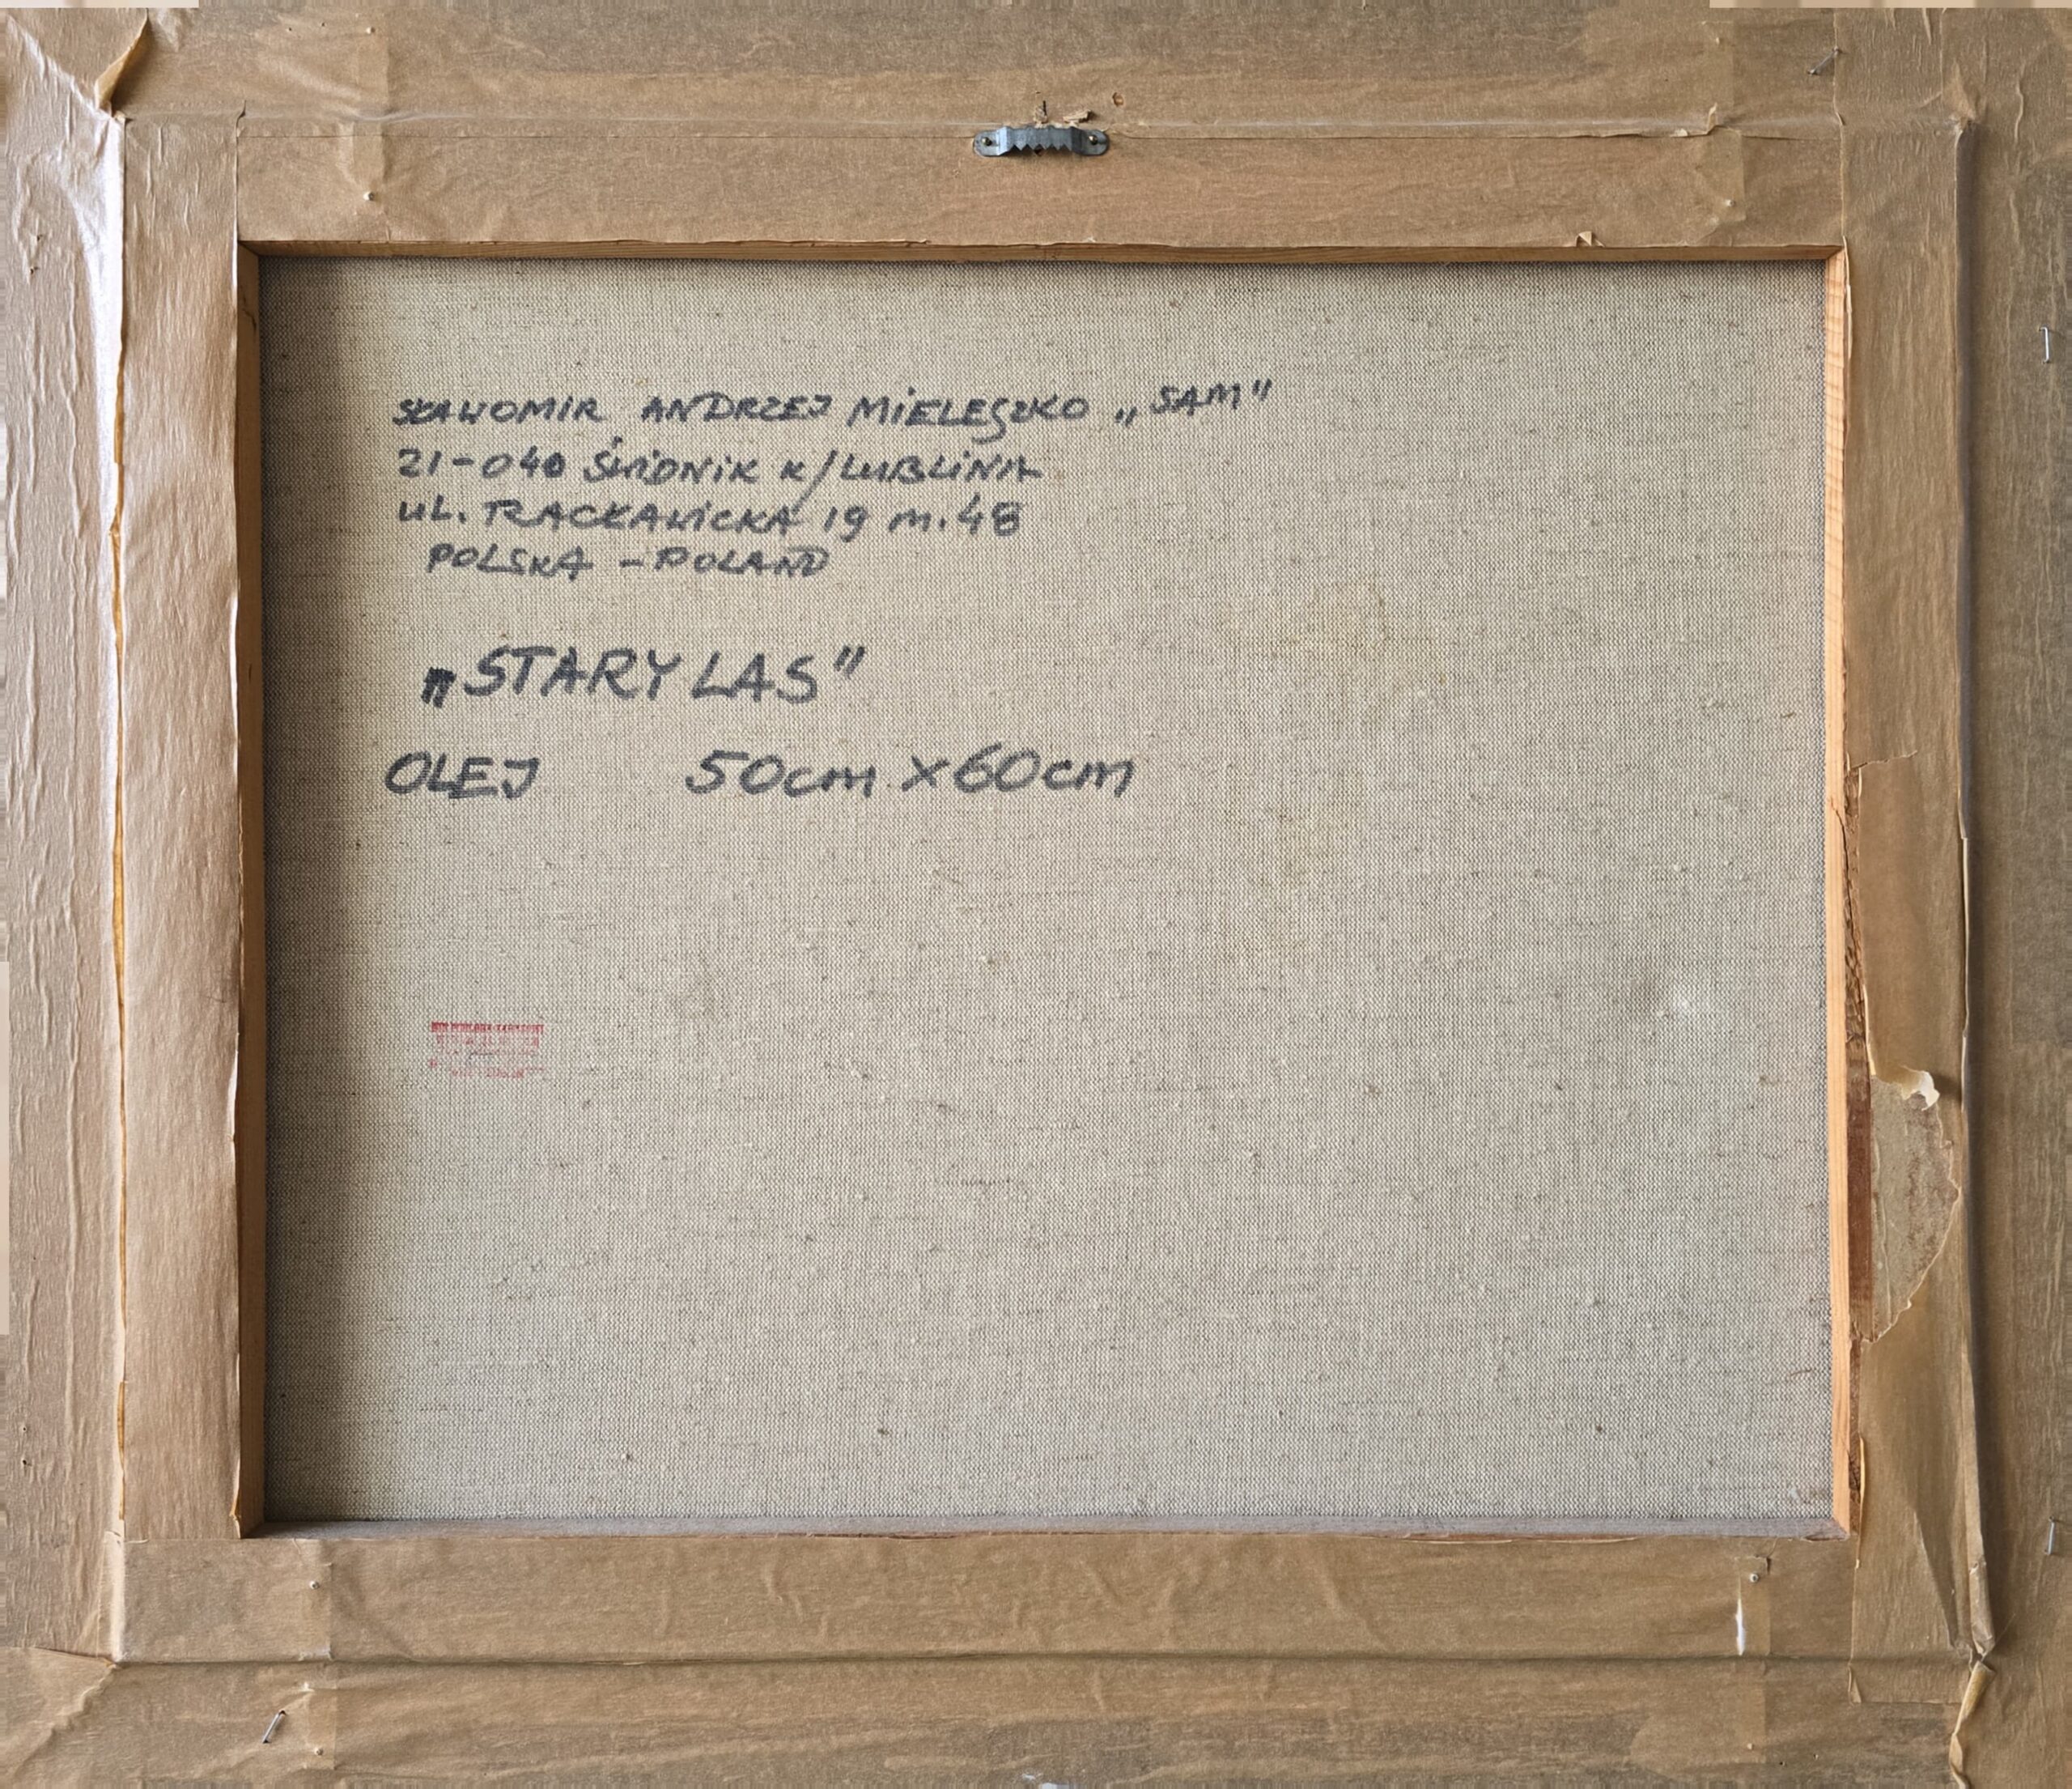 SŁAWOMIR ANDRZEJ MIELESZKO „SAM"
21-040 ŚWIDNIK K/LUBLINA
UL. RACŁAWICKA 19 m. 48
POLSKA - POLAND
„STARY LAS"
OLEJ 50cm x 60cm